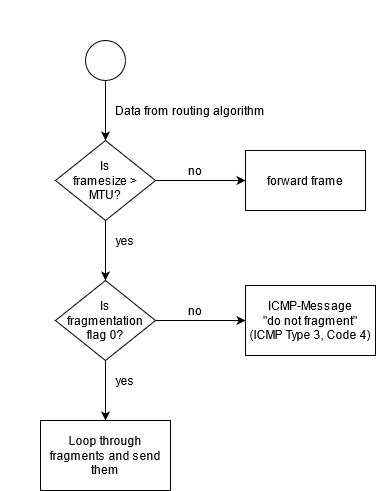 Data from routing algorithm
Is
framesize >
MTU?
no
forward frame
yes
Is
fragmentation
flag 0?
no
ICMP-Message
"do not fragment"
(ICMP Type 3, Code 4)
yes
Loop through
fragments and send
them